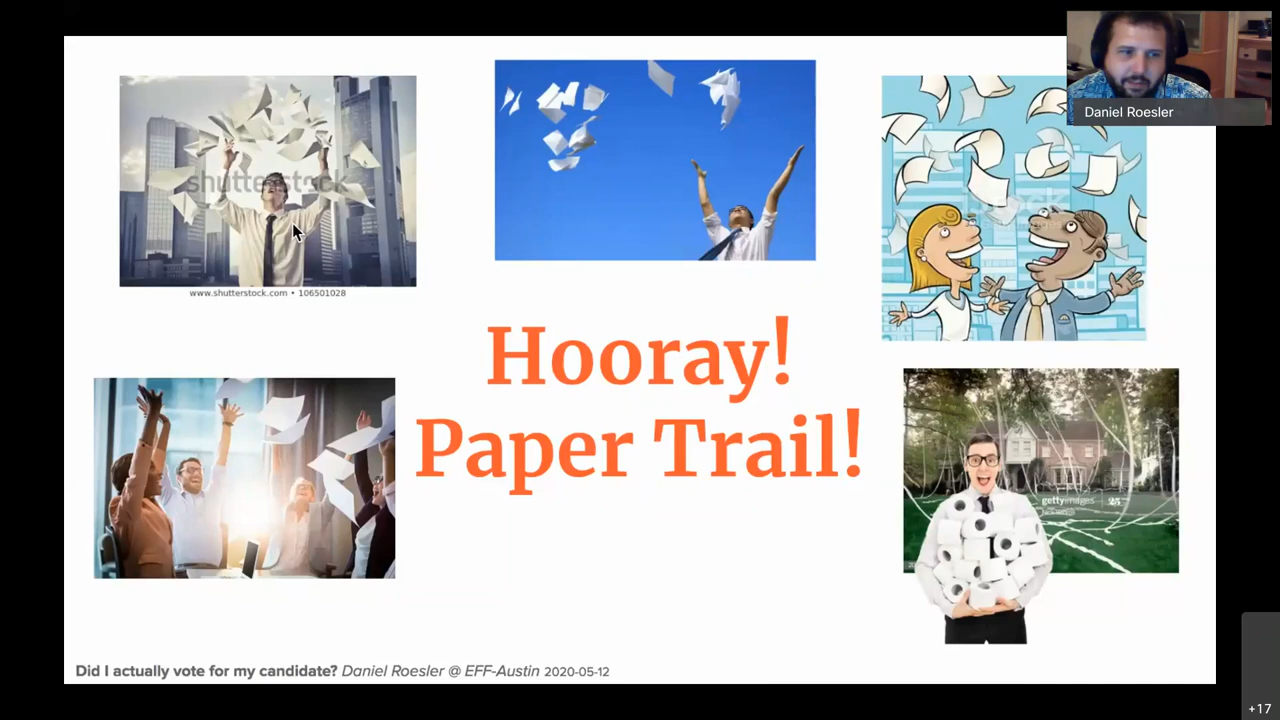 Daniel Roesler
shutterstock
www.shutterstock.com • 106501028
Hooray!
Paper Trail!
gettyimages
Did I actually vote for my candidate? Daniel Roesler @ EFF-Austin 2020-05-12
+17